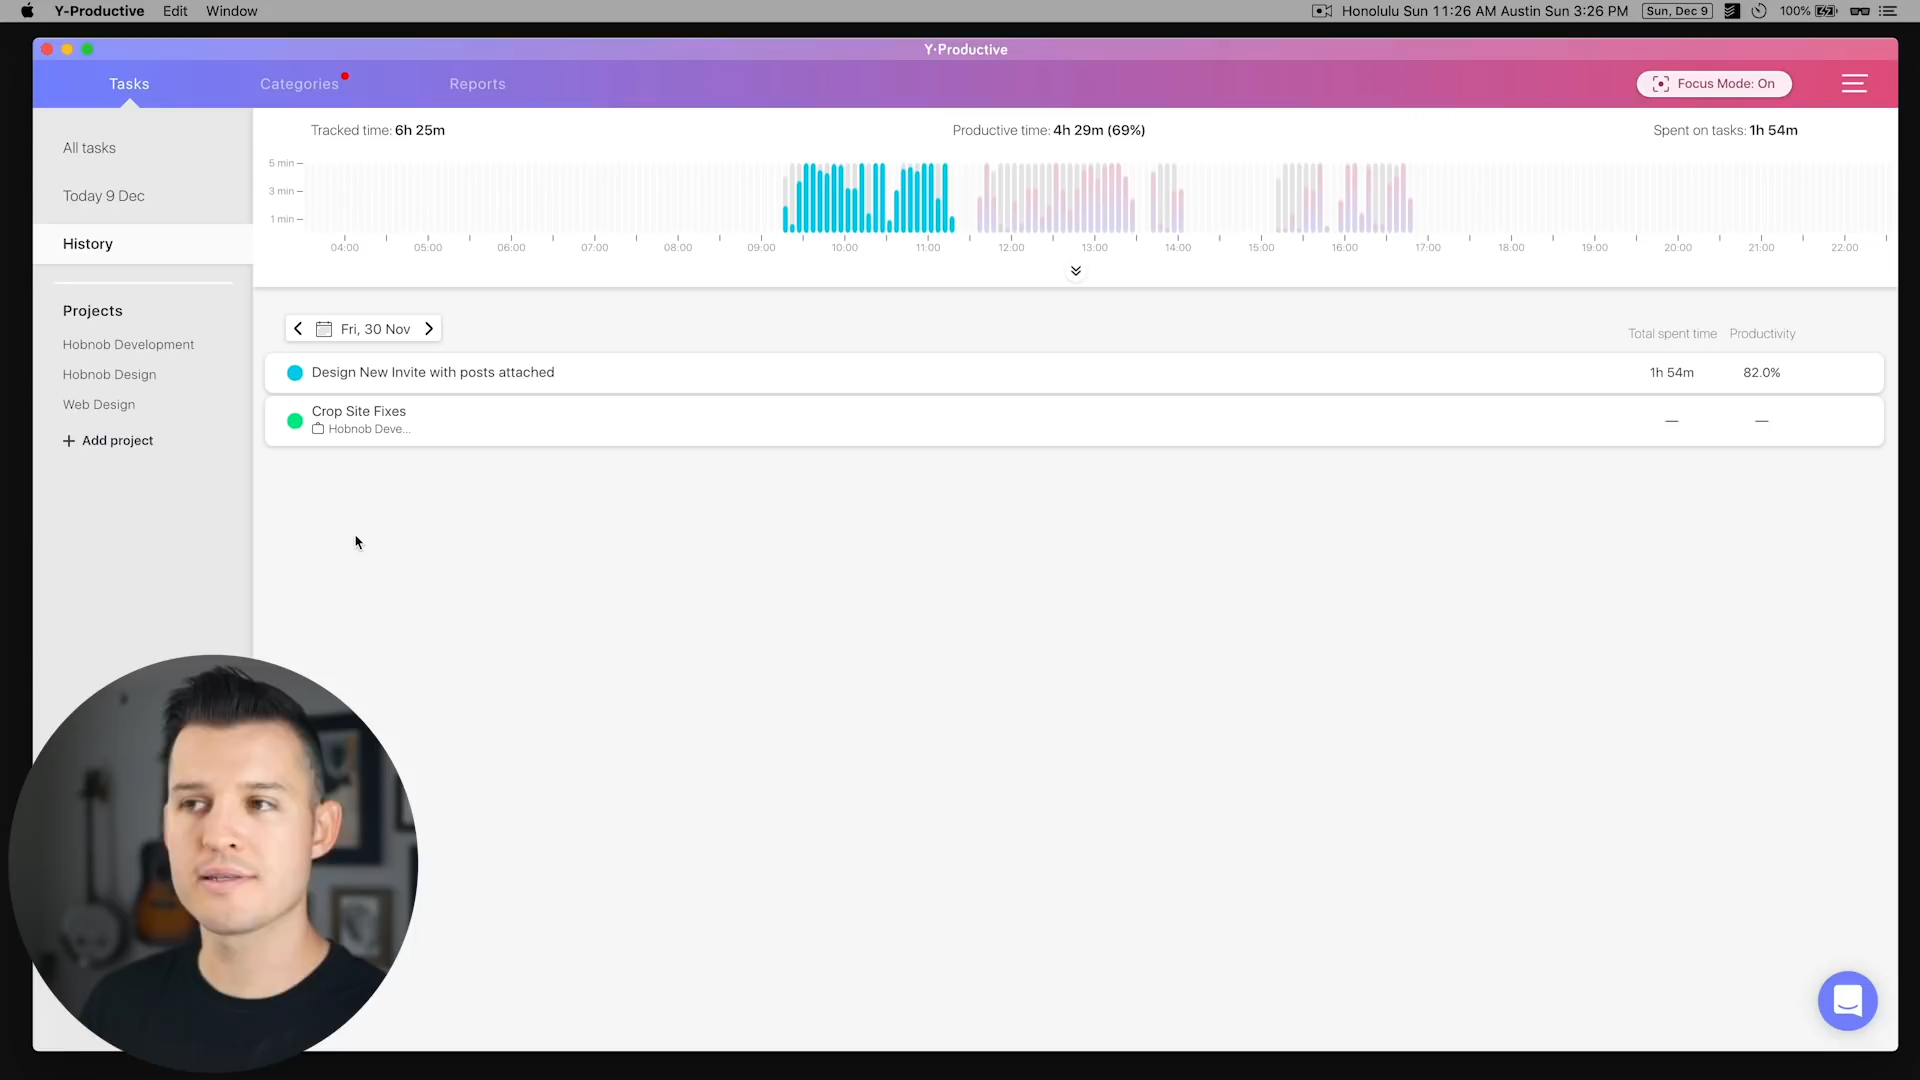 Y-Productive Edit Window
Honolulu Sun 11:26 AM Austin Sun 3:26 PM Sun, Dec 9 100%
Y·Productive
Tasks Categories Reports
Focus Mode: On
All tasks
Today 9 Dec
History
Projects
Hobnob Development
Hobnob Design
Web Design
+ Add project
Tracked time: 6h 25m Productive time: 4h 29m (69%) Spent on tasks: 1h 54m
5 min
3 min
1 min
04:00 05:00 06:00 07:00 08:00 09:00 10:00 11:00 12:00 13:00 14:00 15:00 16:00 17:00 18:00 19:00 20:00 21:00 22:00
Fri, 30 Nov
Total spent time Productivity
Design New Invite with posts attached 1h 54m 82.0%
Crop Site Fixes — —
Hobnob Deve...